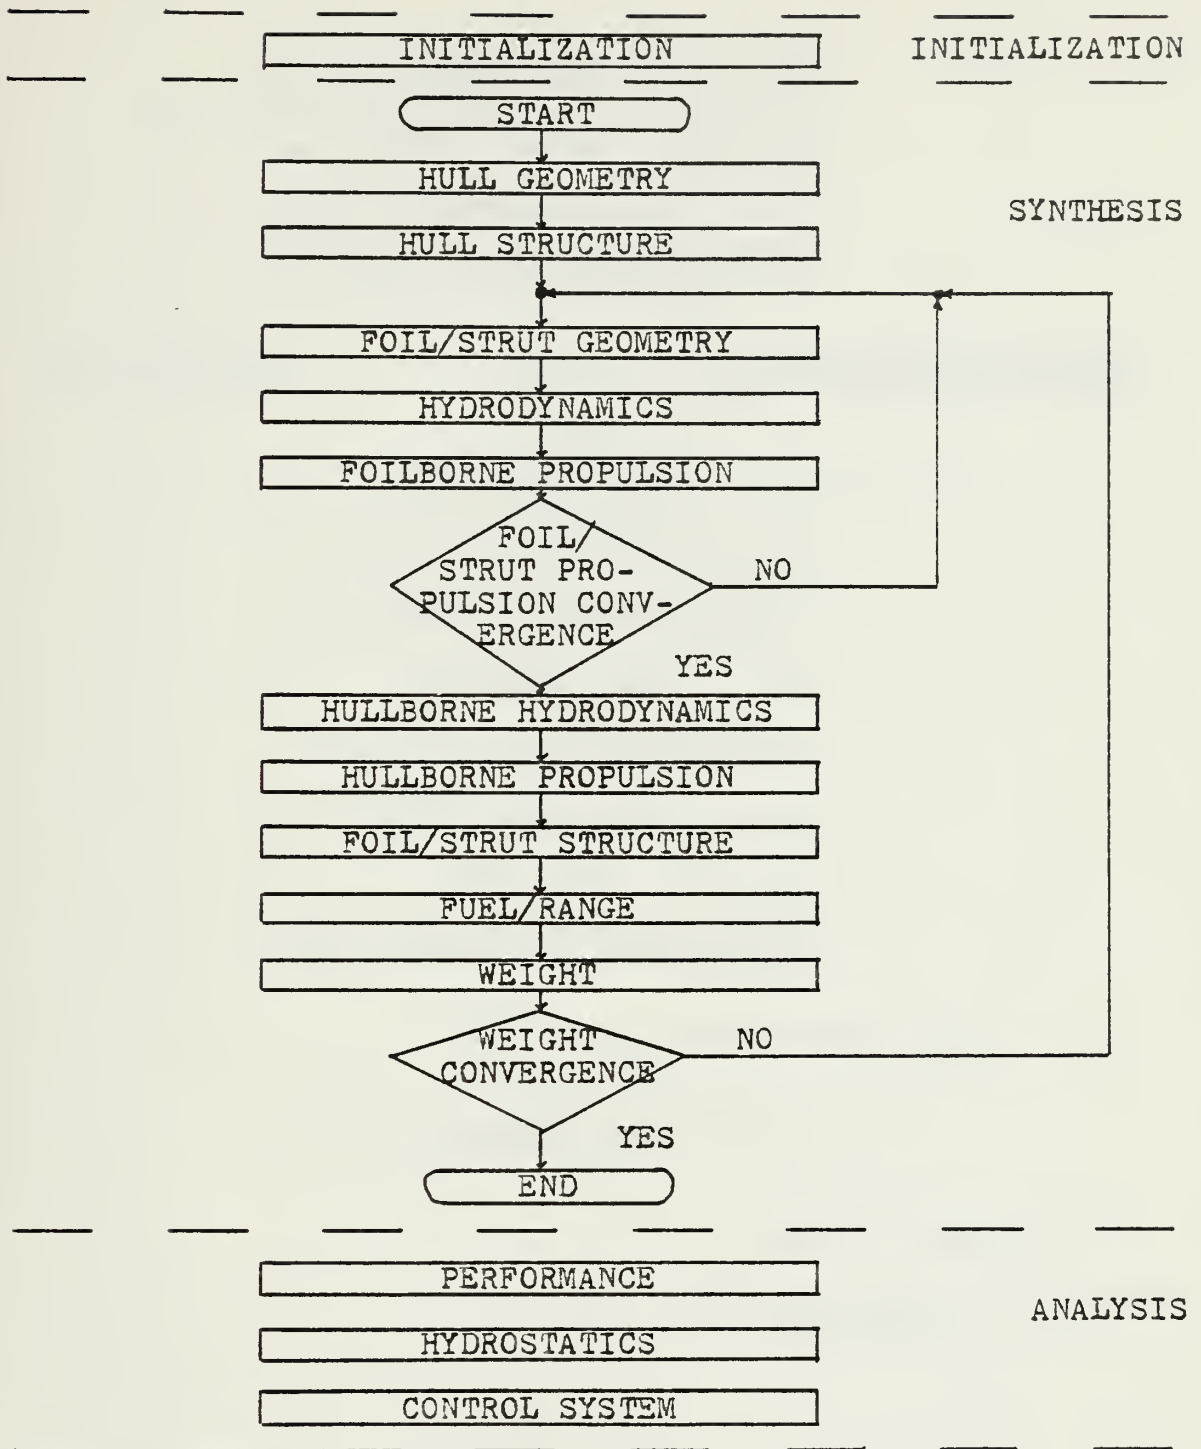 INITIALIZATION
INITIALIZATION
START
HULL GEOMETRY
SYNTHESIS
HULL STRUCTURE
FOIL/STRUT GEOMETRY
HYDRODYNAMICS
FOILBORNE PROPULSION
FOIL/
STRUT PRO-
PULSION CONV-
ERGENCE
NO
YES
HULLBORNE HYDRODYNAMICS
HULLBORNE PROPULSION
FOIL/STRUT STRUCTURE
FUEL/RANGE
WEIGHT
WEIGHT
CONVERGENCE
NO
YES
END
PERFORMANCE
ANALYSIS
HYDROSTATICS
CONTROL SYSTEM